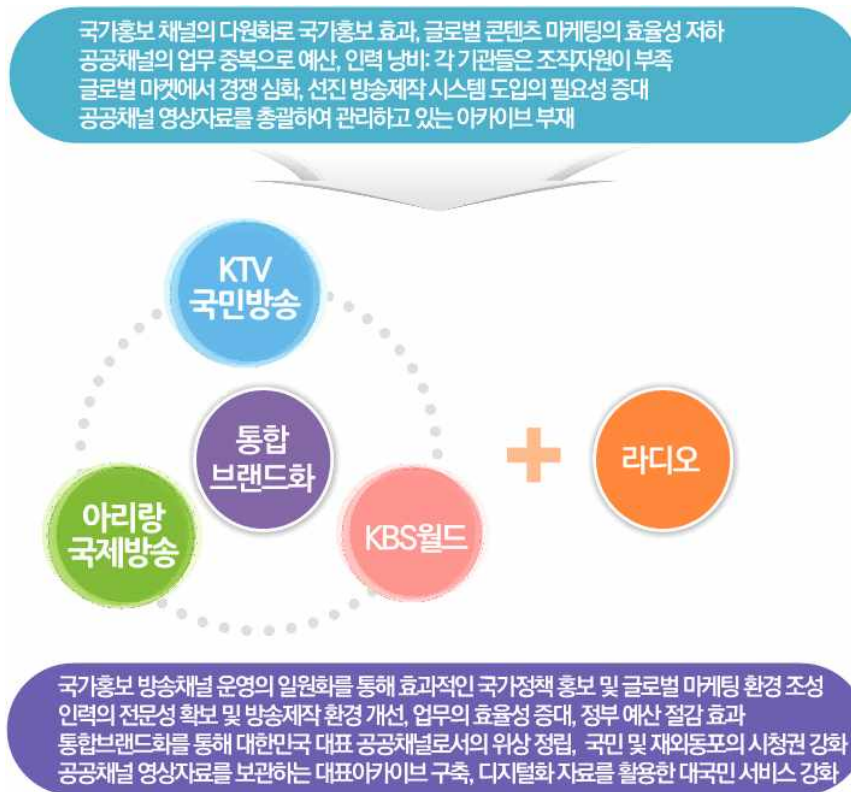 국가홍보 채널의 다원화로 국가홍보 효과, 글로벌 콘텐츠 마케팅의 효율성 저하
공공채널의 업무 중복으로 예산, 인력 낭비: 각 기관들은 조직자원이 부족
글로벌 마켓에서 경쟁 심화, 선진 방송제작 시스템 도입의 필요성 증대
공공채널 영상자료를 총괄하여 관리하고 있는 아카이브 부재
KTV
국민방송
통합
브랜드화
아리랑
국제방송
KBS월드
+
라디오
국가홍보 방송채널 운영의 일원화를 통해 효과적인 국가정책 홍보 및 글로벌 마케팅 환경 조성
인력의 전문성 확보 및 방송제작 환경 개선, 업무의 효율성 증대, 정부 예산 절감 효과
통합브랜드화를 통해 대한민국 대표 공공채널로서의 위상 정립, 국민 및 재외동포의 시청권 강화
공공채널 영상자료를 보관하는 대표아카이브 구축, 디지털화 자료를 활용한 대국민 서비스 강화